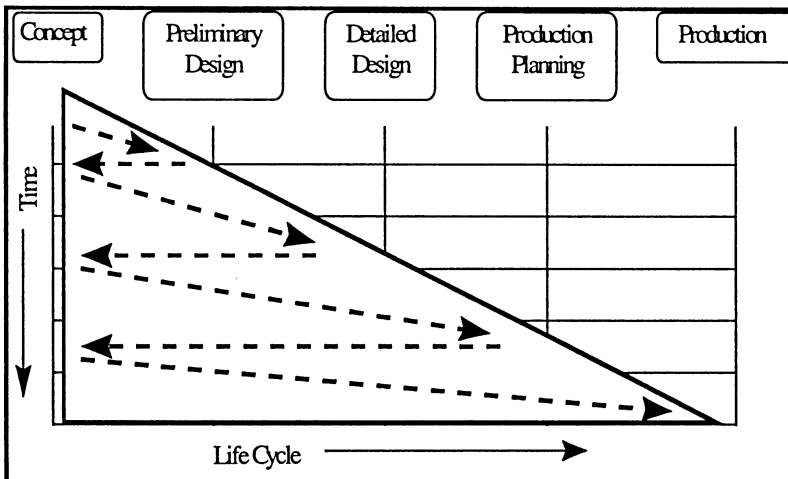 Concept
Preliminary
Design
Detailed
Design
Production
Planning
Production
Time
Life Cycle